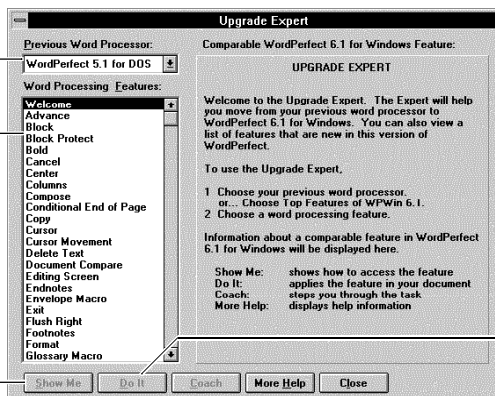 Upgrade Expert
Previous Word Processor:
WordPerfect 5.1 for DOS
Word Processing Features:
Welcome
Advance
Block
Block Protect
Bold
Cancel
Center
Columns
Compose
Conditional End of Page
Copy
Cursor
Cursor Movement
Delete Text
Document Compare
Editing Screen
Endnotes
Envelope Macro
Exit
Flush Right
Footnotes
Format
Glossary Macro
Comparable WordPerfect 6.1 for Windows Feature:
UPGRADE EXPERT
Welcome to the Upgrade Expert. The Expert will help
you move from your previous word processor to
WordPerfect 6.1 for Windows. You can also view a
list of features that are new in this version of
WordPerfect.
To use the Upgrade Expert,
1 Choose your previous word processor.
or... Choose Top Features of WPWin 6.1.
2 Choose a word processing feature.
Information about a comparable feature in WordPerfect
6.1 for Windows will be displayed here.
Show Me: shows how to access the feature
Do It: applies the feature in your document
Coach: steps you through the task
More Help: displays help information
Show Me Do It Coach More Help Close